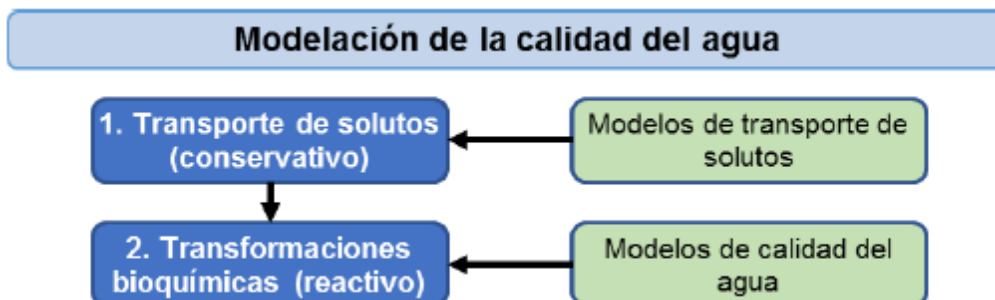 Modelación de la calidad del agua
1. Transporte de solutos
(conservativo)
Modelos de transporte de
solutos
2. Transformaciones
bioquímicas (reactivo)
Modelos de calidad del
agua